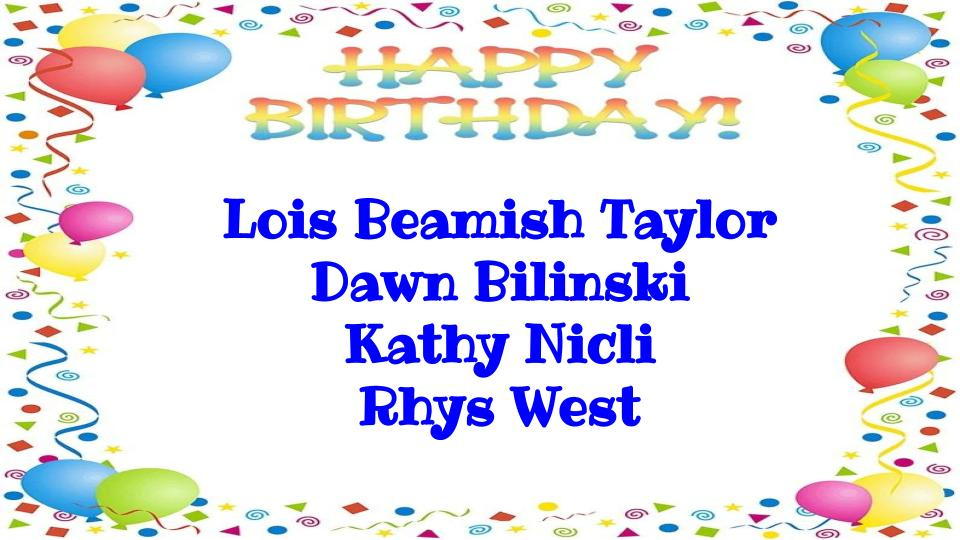 HAPPY
BIRTHDAY!
Lois Beamish Taylor
Dawn Bilinski
Kathy Nicli
Rhys West